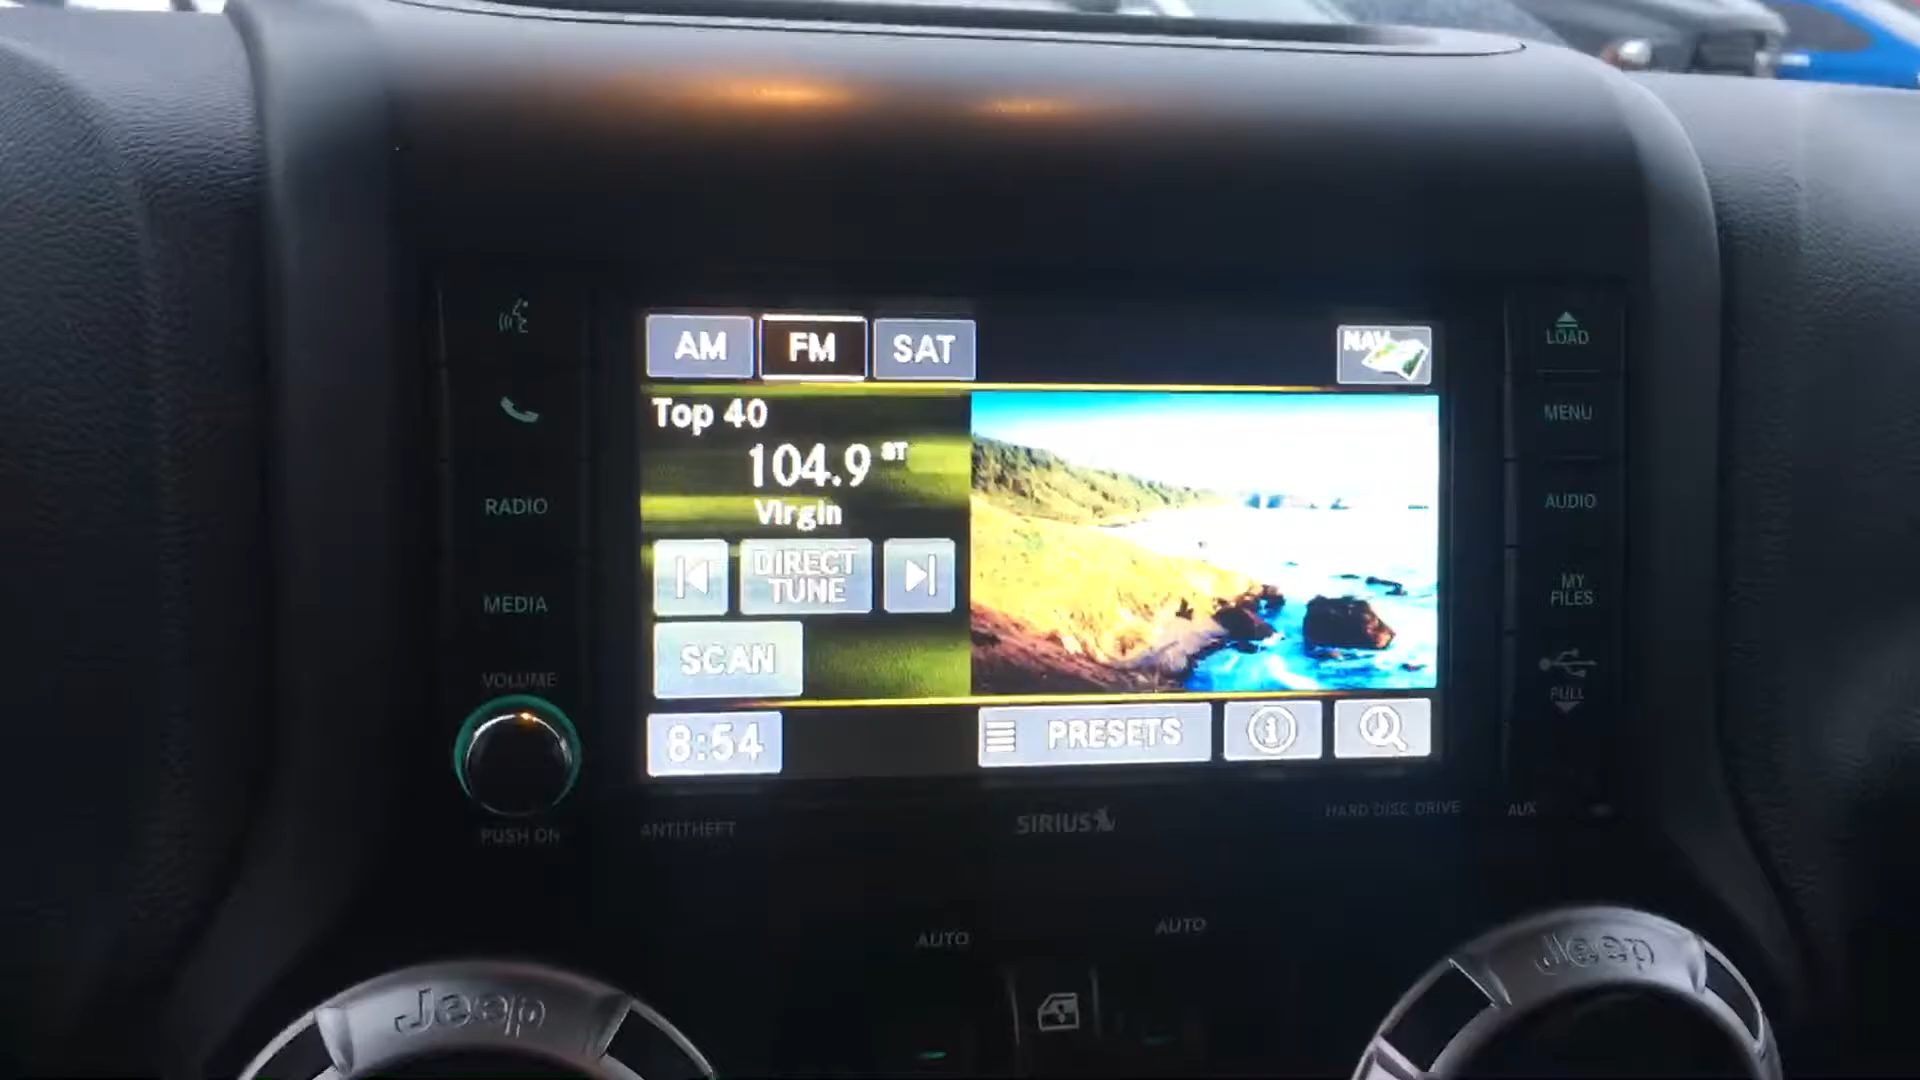 AM FM SAT NAV
LOAD
MENU
Top 40
104.9 ST
Virgin
RADIO
AUDIO
DIRECT
TUNE
MEDIA
MY
FILES
SCAN
VOLUME
PULL
8:54
PRESETS
PUSH ON
ANTITHEFT
SIRIUS
HARD DISC DRIVE
AUX
AUTO
AUTO
Jeep
Jeep